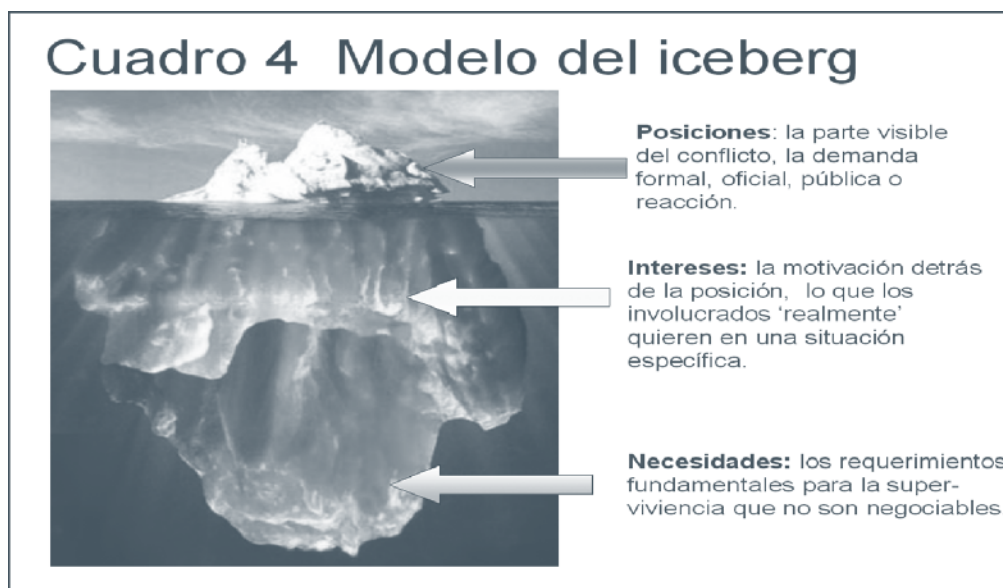 Cuadro 4 Modelo del iceberg
Posiciones: la parte visible
del conflicto, la demanda
formal, oficial, pública o
reacción.
Intereses: la motivación detrás
de la posición, lo que los
involucrados ‘realmente’
quieren en una situación
específica.
Necesidades: los requerimientos
fundamentales para la super-
viviencia que no son negociables